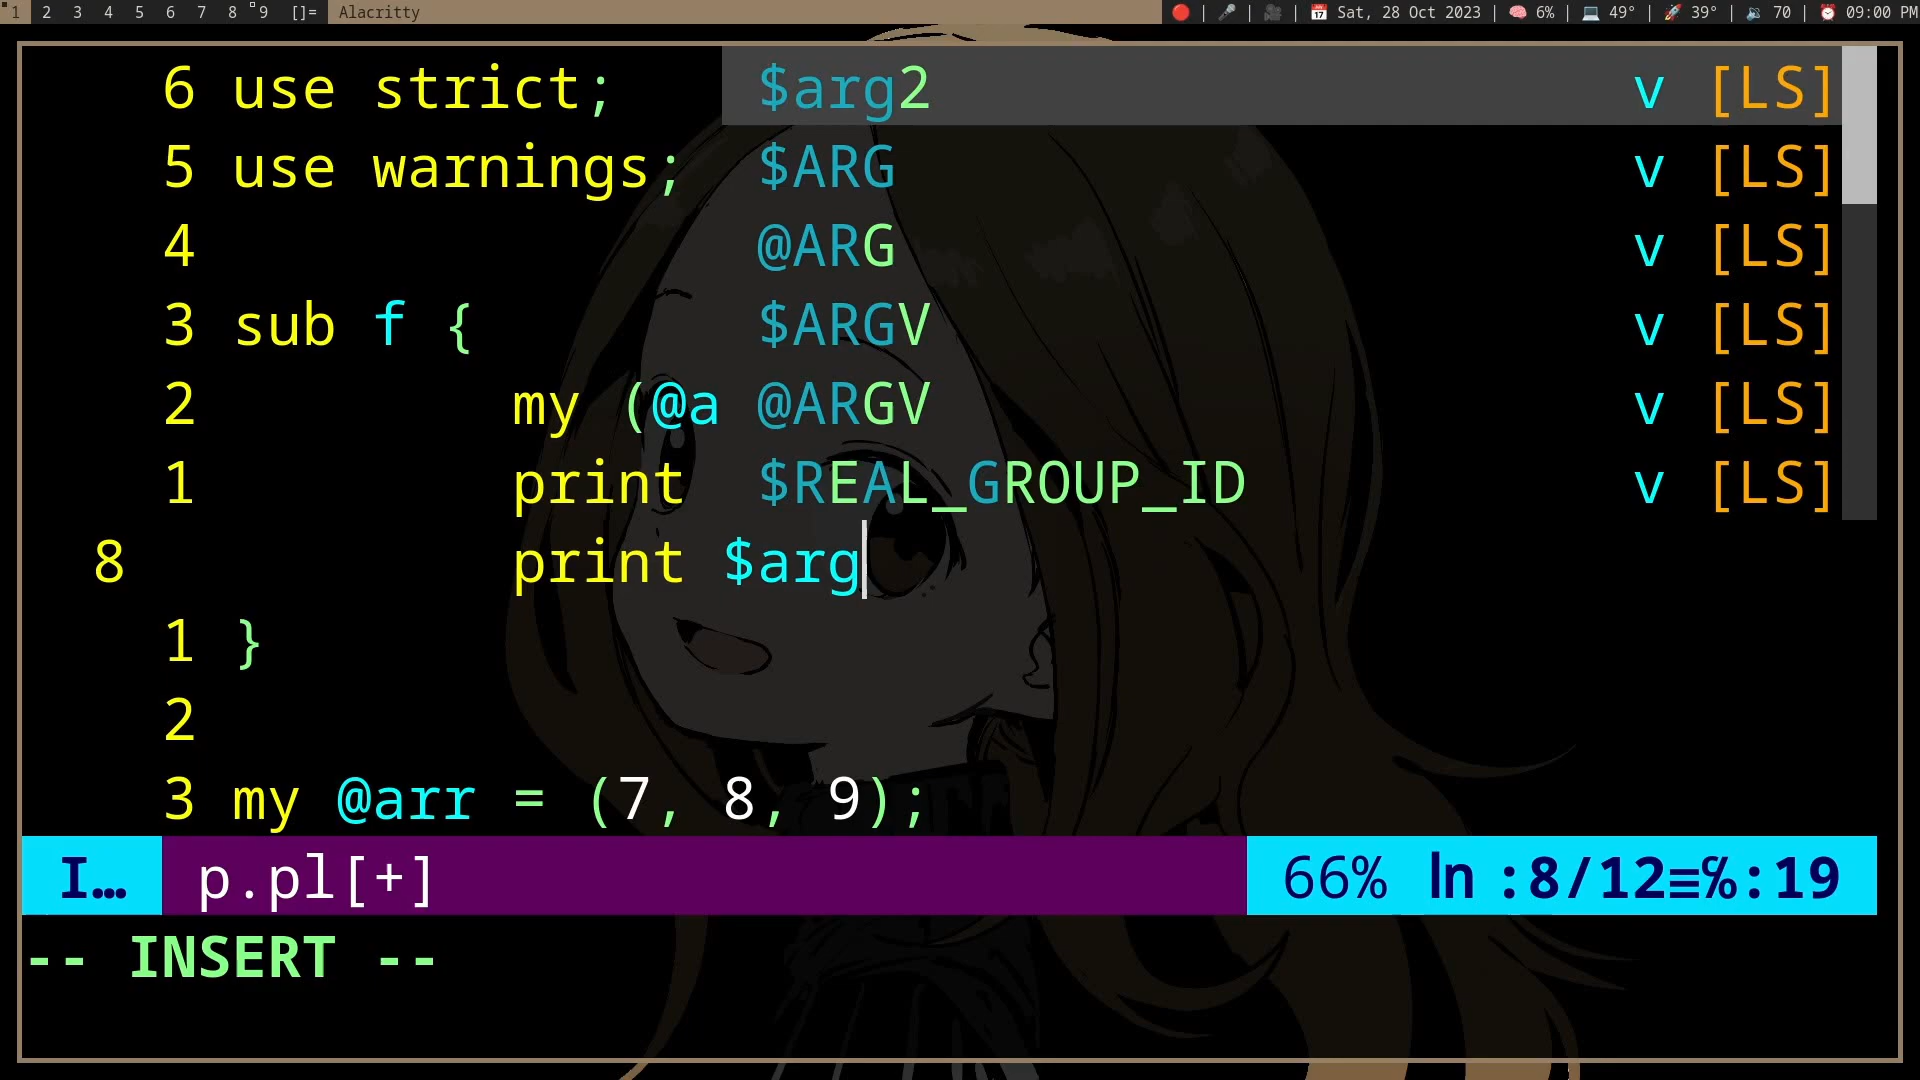 1 2 3 4 5 6 7 8 9 []= Alacritty 🔴 | 🎤 | 🎥 | 📅 Sat, 28 Oct 2023 | 🧠 6% | 💻 49° | 🚀 39° | 🔉 70 | ⏰ 09:00 PM
6 use strict; $arg2 v [LS]
5 use warnings; $ARG v [LS]
4 @ARG v [LS]
3 sub f { $ARGV v [LS]
2 my (@a @ARGV v [LS]
1 print $REAL_GROUP_ID v [LS]
8 print $arg
1 }
2
3 my @arr = (7, 8, 9);
I… p.pl[+] 66% ln :8/12≡℅:19
-- INSERT --